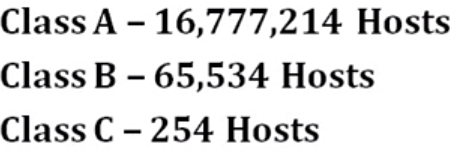 Class A – 16,777,214 Hosts
Class B – 65,534 Hosts
Class C – 254 Hosts